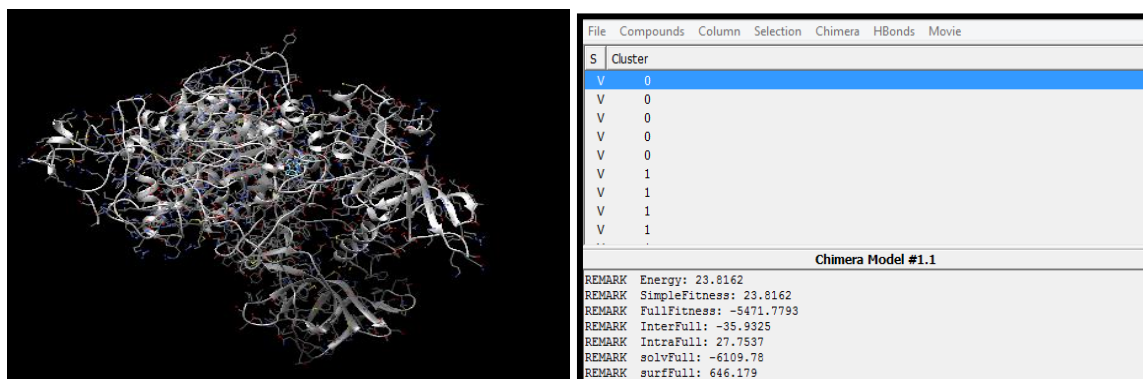 File Compounds Column Selection Chimera HBonds Movie
S Cluster
V 0
V 0
V 0
V 0
V 0
V 1
V 1
V 1
V 1
Chimera Model #1.1
REMARK Energy: 23.8162
REMARK SimpleFitness: 23.8162
REMARK FullFitness: -5471.7793
REMARK InterFull: -35.9325
REMARK IntraFull: 27.7537
REMARK solvFull: -6109.78
REMARK surfFull: 646.179